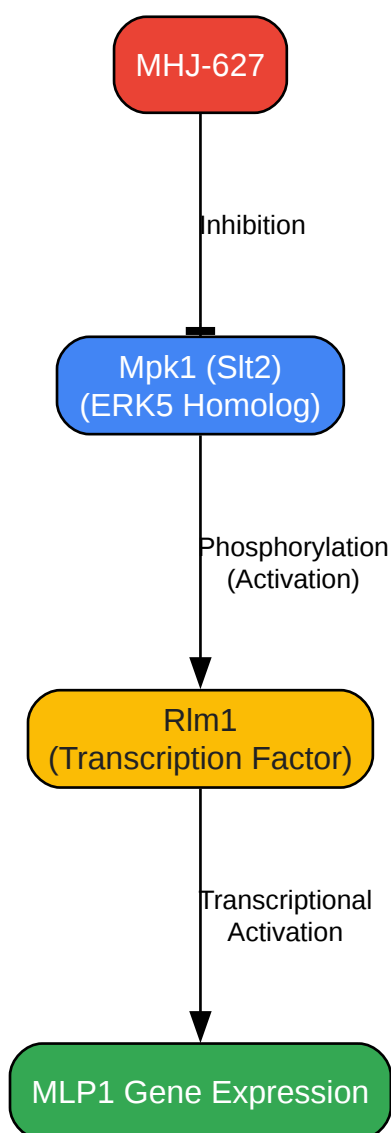 MHJ-627
Inhibition
Mpk1 (Slt2)
(ERK5 Homolog)
Phosphorylation
(Activation)
Rlm1
(Transcription Factor)
Transcriptional
Activation
MLP1 Gene Expression